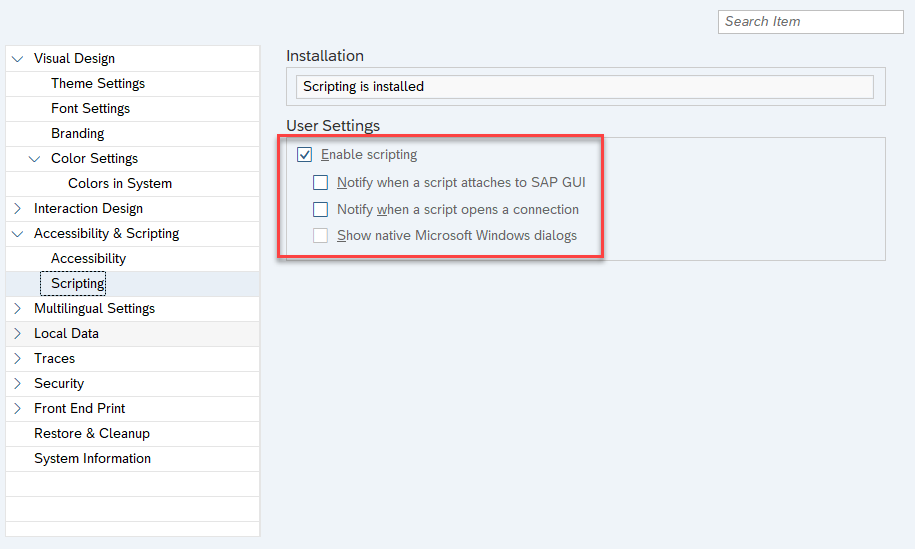 Search Item
Visual Design
Theme Settings
Font Settings
Branding
Color Settings
Colors in System
Interaction Design
Accessibility & Scripting
Accessibility
Scripting
Multilingual Settings
Local Data
Traces
Security
Front End Print
Restore & Cleanup
System Information
Installation
Scripting is installed
User Settings
Enable scripting
Notify when a script attaches to SAP GUI
Notify when a script opens a connection
Show native Microsoft Windows dialogs